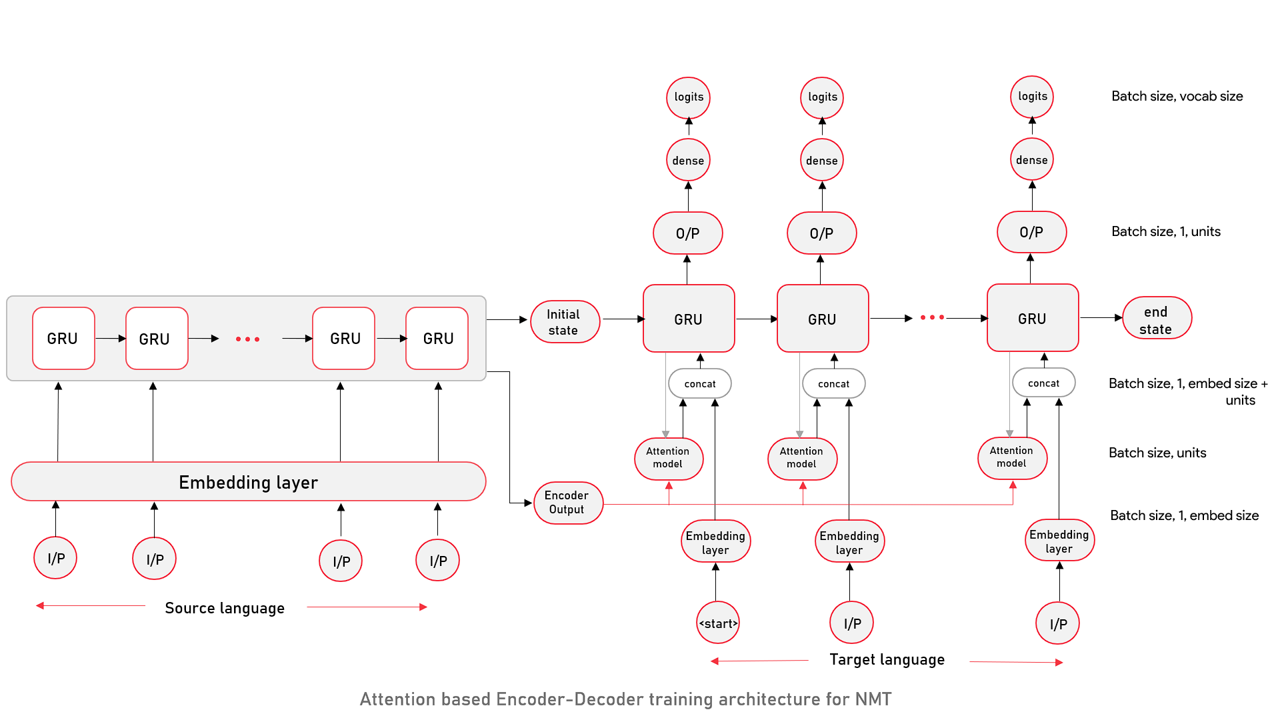 logits
logits
logits
Batch size, vocab size
dense
dense
dense
O/P
O/P
O/P
Batch size, 1, units
GRU
GRU
GRU
GRU
Initial
state
GRU
GRU
GRU
end
state
concat
concat
concat
Batch size, 1, embed size +
units
Attention
model
Attention
model
Attention
model
Batch size, units
Embedding layer
Encoder
Output
Batch size, 1, embed size
Embedding
layer
Embedding
layer
Embedding
layer
I/P
I/P
I/P
I/P
Source language
<start>
I/P
I/P
Target language
Attention based Encoder-Decoder training architecture for NMT